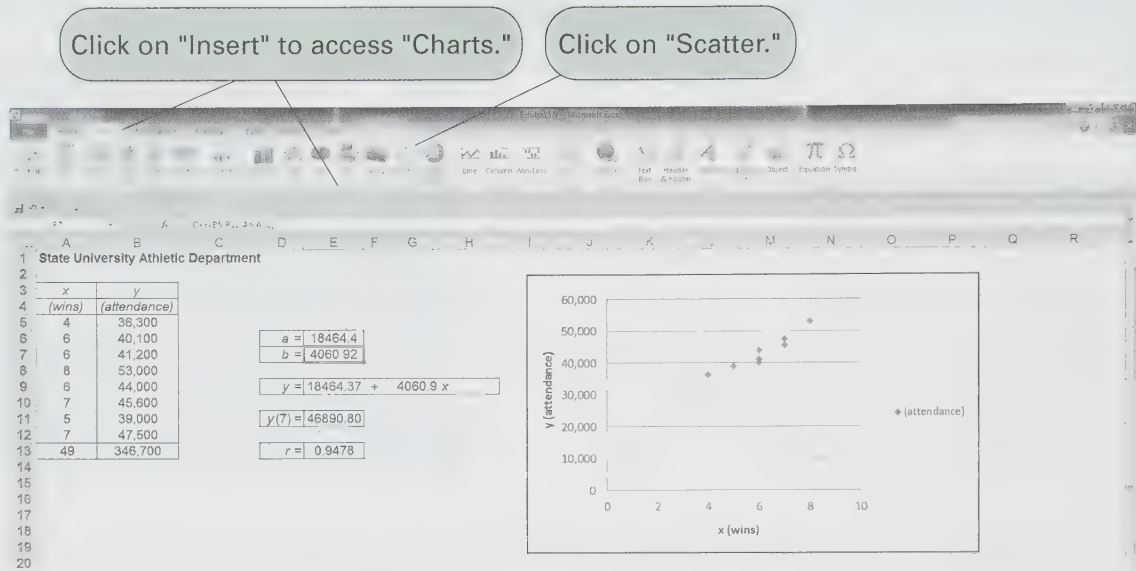 Click on "Insert" to access "Charts."
Click on "Scatter."
Microsoft Excel
Line Column Win/Loss
Text Box Header & Footer Object Equation Symbol
A B C D E F G H I J K L M N O P Q R
1 State University Athletic Department
2
3 x y
4 (wins) (attendance)
5 4 36,300
6 6 40,100 a = 18464.4
7 6 41,200 b = 4060.92
8 8 53,000
9 6 44,000 y = 18464.37 + 4060.9 x
10 7 45,600
11 5 39,000 y(7) = 46890.80
12 7 47,500
13 49 346,700 r = 0.9478
14
15
16
17
18
19
20
60,000
50,000
40,000
30,000
20,000
10,000
0
y (attendance)
0 2 4 6 8 10
x (wins)
(attendance)